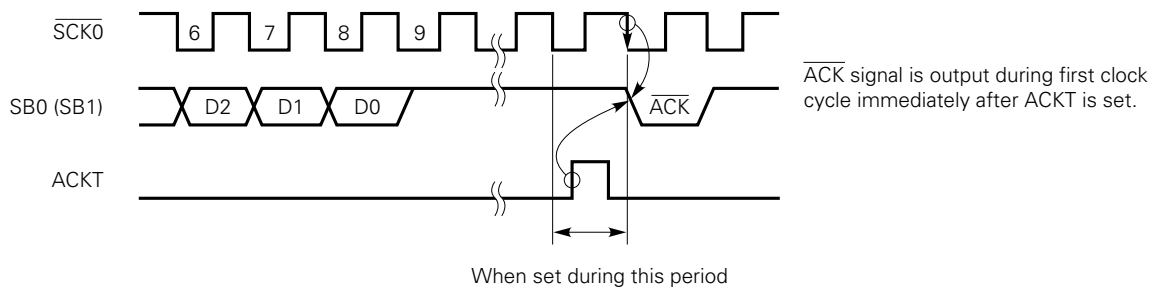 SCK0
6 7 8 9
SB0 (SB1)
D2 D1 D0 ACK
ACK signal is output during first clock
cycle immediately after ACKT is set.
ACKT
When set during this period